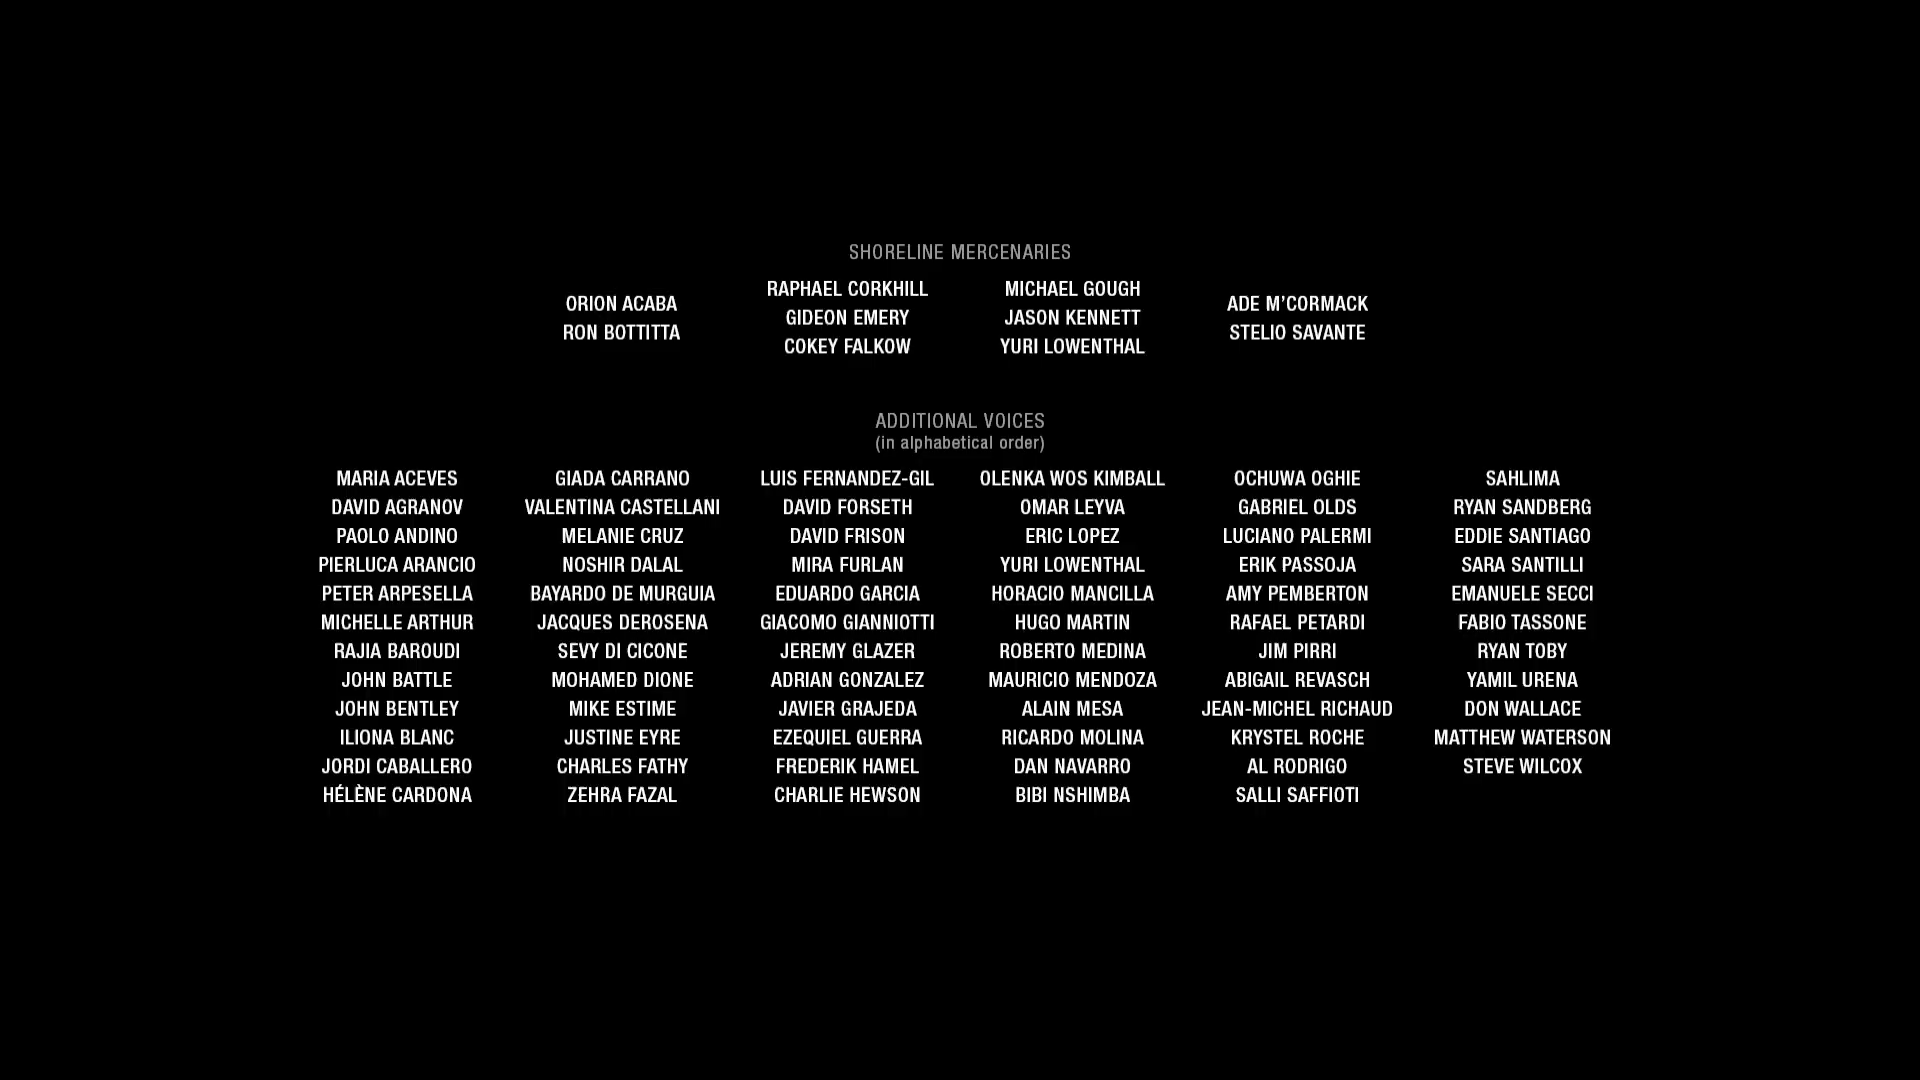 SHORELINE MERCENARIES
ORION ACABA
RON BOTTITTA
RAPHAEL CORKHILL
GIDEON EMERY
COKEY FALKOW
MICHAEL GOUGH
JASON KENNETT
YURI LOWENTHAL
ADE M'CORMACK
STELIO SAVANTE
ADDITIONAL VOICES
(in alphabetical order)
MARIA ACEVES
DAVID AGRANOV
PAOLO ANDINO
PIERLUCA ARANCIO
PETER ARPESELLA
MICHELLE ARTHUR
RAJIA BAROUDI
JOHN BATTLE
JOHN BENTLEY
ILIONA BLANC
JORDI CABALLERO
HÉLÈNE CARDONA
GIADA CARRANO
VALENTINA CASTELLANI
MELANIE CRUZ
NOSHIR DALAL
BAYARDO DE MURGUIA
JACQUES DEROSENA
SEVY DI CICONE
MOHAMED DIONE
MIKE ESTIME
JUSTINE EYRE
CHARLES FATHY
ZEHRA FAZAL
LUIS FERNANDEZ-GIL
DAVID FORSETH
DAVID FRISON
MIRA FURLAN
EDUARDO GARCIA
GIACOMO GIANNIOTTI
JEREMY GLAZER
ADRIAN GONZALEZ
JAVIER GRAJEDA
EZEQUIEL GUERRA
FREDERIK HAMEL
CHARLIE HEWSON
OLENKA WOS KIMBALL
OMAR LEYVA
ERIC LOPEZ
YURI LOWENTHAL
HORACIO MANCILLA
HUGO MARTIN
ROBERTO MEDINA
MAURICIO MENDOZA
ALAIN MESA
RICARDO MOLINA
DAN NAVARRO
BIBI NSHIMBA
OCHUWA OGHIE
GABRIEL OLDS
LUCIANO PALERMI
ERIK PASSOJA
AMY PEMBERTON
RAFAEL PETARDI
JIM PIRRI
ABIGAIL REVASCH
JEAN-MICHEL RICHAUD
KRYSTEL ROCHE
AL RODRIGO
SALLI SAFFIOTI
SAHLIMA
RYAN SANDBERG
EDDIE SANTIAGO
SARA SANTILLI
EMANUELE SECCI
FABIO TASSONE
RYAN TOBY
YAMIL URENA
DON WALLACE
MATTHEW WATERSON
STEVE WILCOX